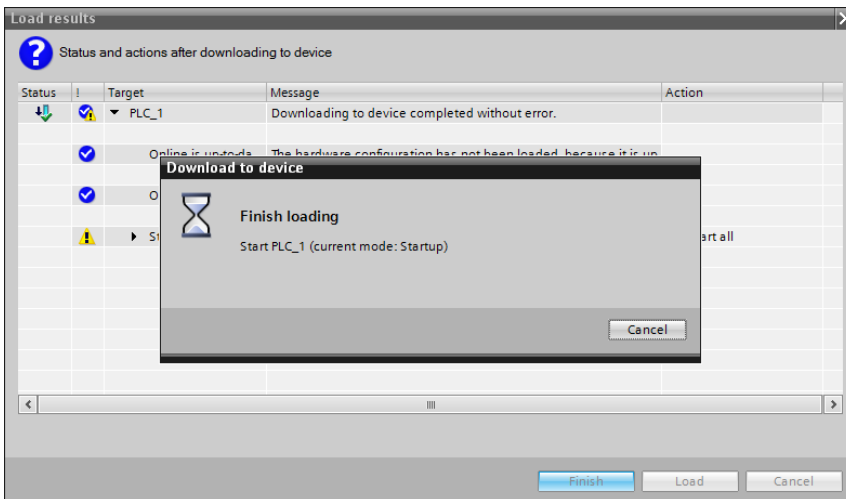 Load results
Status and actions after downloading to device
Status ! Target Message Action
PLC_1 Downloading to device completed without error.
Online is up-to-da The hardware configuration has not been loaded, because it is up
Download to device
Finish loading
Start PLC_1 (current mode: Startup)
art all
Cancel
Finish Load Cancel